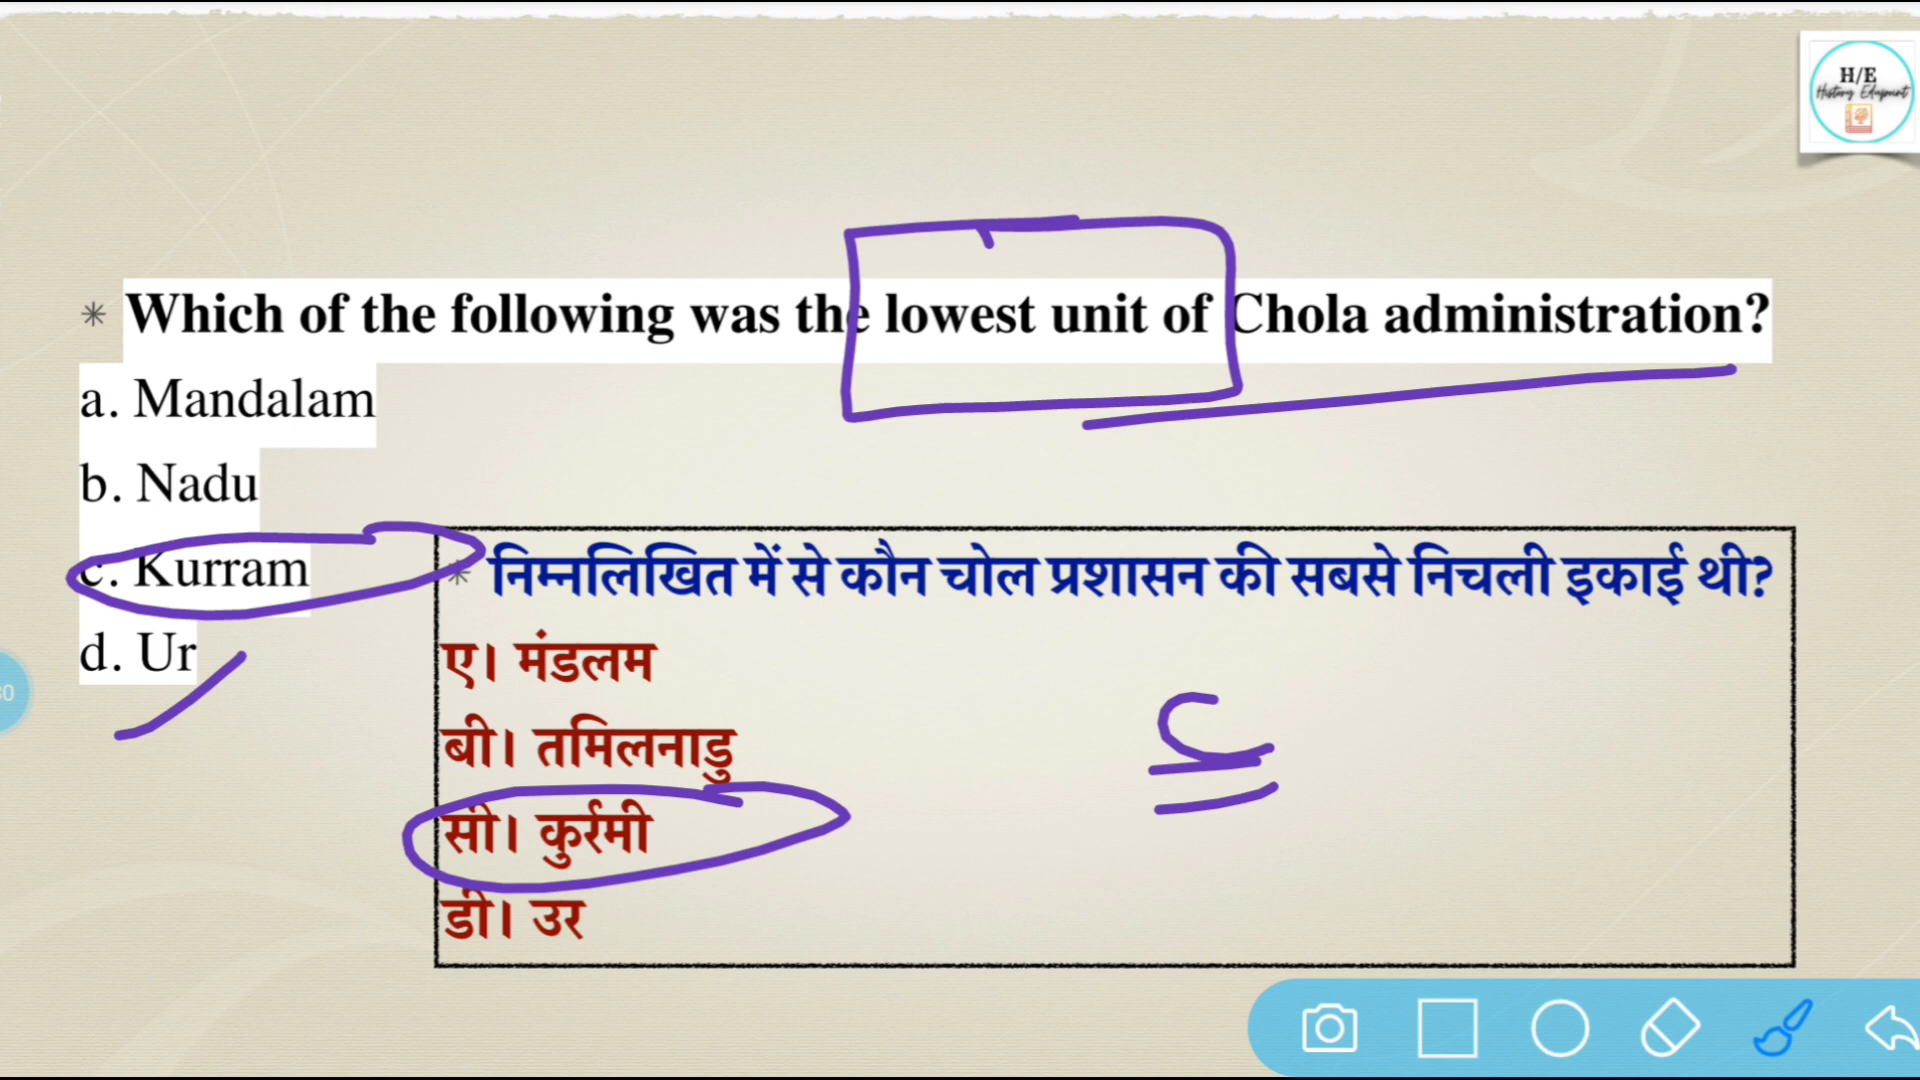 H/E
History Edupoint
Which of the following was the lowest unit of Chola administration?
a. Mandalam
b. Nadu
c. Kurram
d. Ur
निम्नलिखित में से कौन चोल प्रशासन की सबसे निचली इकाई थी?
ए। मंडलम
बी। तमिलनाडु
सी। कुर्रमी
डी। उर
C